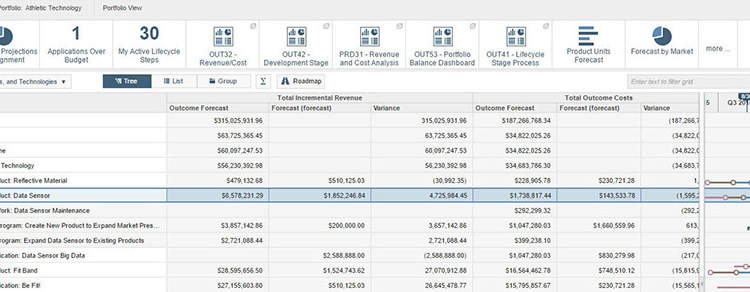 Portfolio: Athletic Technology Portfolio View
Projections 1 30 OUT32 - OUT42 - PRD31 - Revenue OUT53 - Portfolio OUT41 - Lifecycle Product Units Forecast by Market more ...
gnment Applications Over Budget My Active Lifecycle Steps Revenue/Cost Development Stage and Cost Analysis Balance Dashboard Stage Process Forecast
s, and Technologies Tree List Group Σ Roadmap Enter text to filter grid
Total Incremental Revenue Total Outcome Costs 5 Q3 201
Outcome Forecast Forecast (forecast) Variance Outcome Forecast Forecast (forecast) Variance
$315,025,931.96 315,025,931.96 $187,266,768.34 (187,266,7
$63,725,365.45 63,725,365.45 $34,822,025.26 (34,822,0
me $60,097,247.53 60,097,247.53 $34,822,025.26 (34,822,0
Technology $56,230,392.98 56,230,392.98 $34,683,786.30 (34,683,7
duct: Reflective Material $479,132.68 $510,125.03 (30,992.35) $228,905.78 $230,721.28 1,
duct: Data Sensor $6,578,231.29 $1,852,246.84 4,725,984.45 $1,738,817.44 $143,533.78 (1,595,2
work: Data Sensor Maintenance $292,299.32 (292,2
rogram: Create New Product to Expand Market Pres... $3,857,142.86 $200,000.00 3,657,142.86 $1,047,280.03 $1,660,559.96 613,
rogram: Expand Data Sensor to Existing Products $2,721,088.44 2,721,088.44 $399,238.10 (399,2
ication: Data Sensor Big Data $2,588,888.00 (2,588,888.00) $1,047,280.03 $830,279.98 (217,0
duct: Fit Band $28,595,656.50 $1,524,743.62 27,070,912.88 $16,564,462.78 $748,510.12 (15,815,9
ication: Be Fit! $27,155,603.80 $510,125.03 26,645,478.77 $15,795,857.67 $230,721.28 (15,565,1